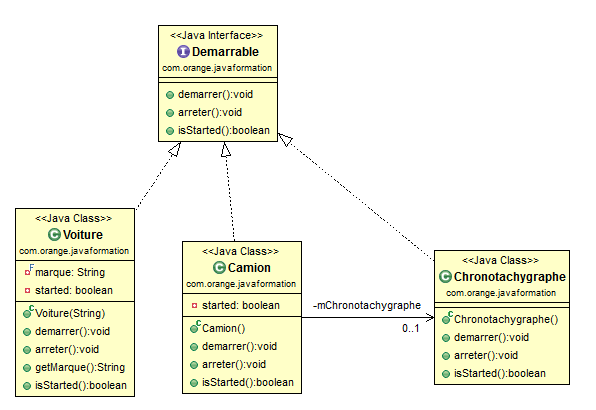 <<Java Interface>>
Demarrable
com.orange.javaformation
demarrer():void
arreter():void
isStarted():boolean
<<Java Class>>
Voiture
com.orange.javaformation
marque: String
started: boolean
Voiture(String)
demarrer():void
arreter():void
getMarque():String
isStarted():boolean
<<Java Class>>
Camion
com.orange.javaformation
started: boolean
Camion()
demarrer():void
arreter():void
isStarted():boolean
-mChronotachygraphe
0..1
<<Java Class>>
Chronotachygraphe
com.orange.javaformation
Chronotachygraphe()
demarrer():void
arreter():void
isStarted():boolean